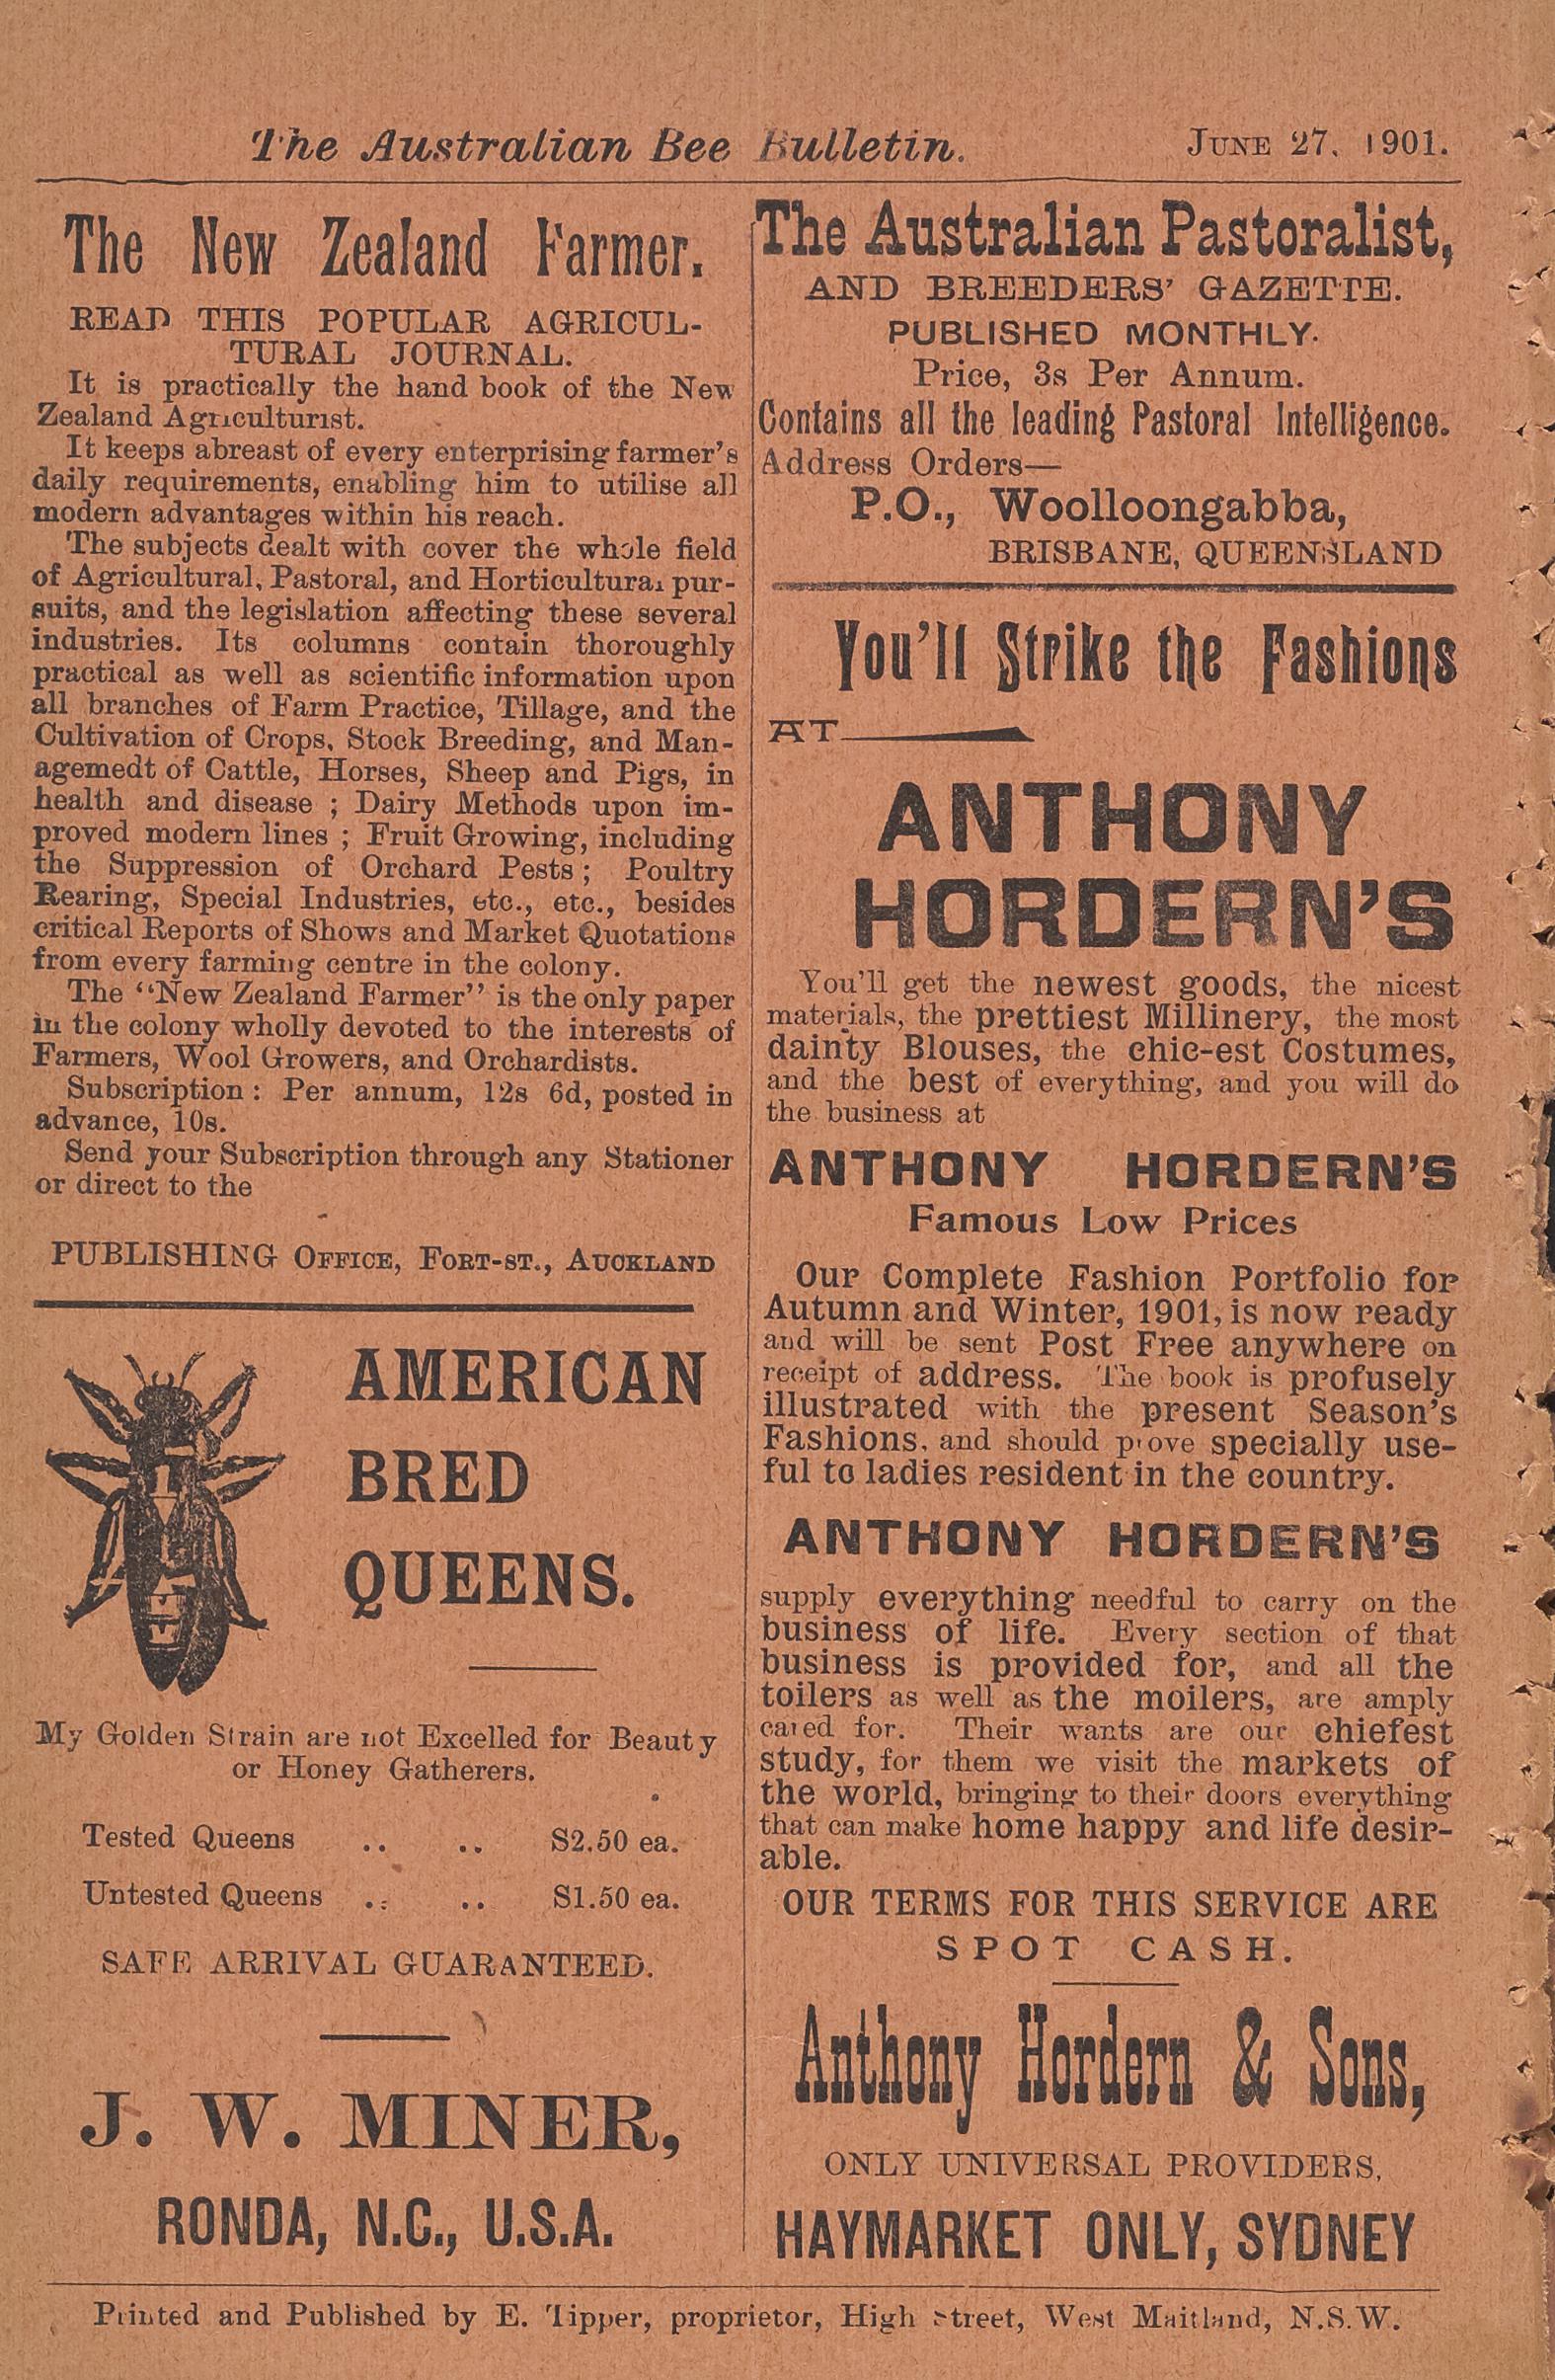 The Australian Bee Bulletin. JUNE 27, 1901.
The New Zealand Farmer.
READ THIS POPULAR AGRICUL-
TURAL JOURNAL.
It is practically the hand book of the New
Zealand Agriculturist.
It keeps abreast of every enterprising farmer's
daily requirements, enabling him to utilise all
modern advantages within his reach.
The subjects dealt with cover the whole field
of Agricultural, Pastoral, and Horticultural pur-
suits, and the legislation affecting these several
industries. Its columns contain thoroughly
practical as well as scientific information upon
all branches of Farm Practice, Tillage, and the
Cultivation of Crops, Stock Breeding, and Man-
agemedt of Cattle, Horses, Sheep and Pigs, in
health and disease ; Dairy Methods upon im-
proved modern lines ; Fruit Growing, including
the Suppression of Orchard Pests ; Poultry
Rearing, Special Industries, etc., etc., besides
critical Reports of Shows and Market Quotations
from every farming centre in the colony.
The "New Zealand Farmer" is the only paper
in the colony wholly devoted to the interests of
Farmers, Wool Growers, and Orchardists.
Subscription : Per annum, 12s 6d, posted in
advance, 10s.
Send your Subscription through any Stationer
or direct to the
PUBLISHING OFFICE, FORT-ST., AUCKLAND
AMERICAN
BRED
QUEENS.
My Golden Strain are not Excelled for Beauty
or Honey Gatherers.
Tested Queens .. .. S2.50 ea.
Untested Queens .. .. S1.50 ea.
SAFE ARRIVAL GUARANTEED.
J. W. MINER,
RONDA, N.C., U.S.A.
The Australian Pastoralist,
AND BREEDERS' GAZETTE.
PUBLISHED MONTHLY.
Price, 3s Per Annum.
Contains all the leading Pastoral Intelligence.
Address Orders—
P.O., Woolloongabba,
BRISBANE, QUEENSLAND
You'll Strike the Fashions
AT
ANTHONY
HORDERN'S
You'll get the newest goods, the nicest
materials, the prettiest Millinery, the most
dainty Blouses, the chic-est Costumes,
and the best of everything, and you will do
the business at
ANTHONY HORDERN'S
Famous Low Prices
Our Complete Fashion Portfolio for
Autumn and Winter, 1901, is now ready
and will be sent Post Free anywhere on
receipt of address. The book is profusely
illustrated with the present Season's
Fashions, and should prove specially use-
ful to ladies resident in the country.
ANTHONY HORDERN'S
supply everything needful to carry on the
business of life. Every section of that
business is provided for, and all the
toilers as well as the moilers, are amply
cared for. Their wants are our chiefest
study, for them we visit the markets of
the world, bringing to their doors everything
that can make home happy and life desir-
able.
OUR TERMS FOR THIS SERVICE ARE
SPOT CASH.
Anthony Hordern & Sons,
ONLY UNIVERSAL PROVIDERS,
HAYMARKET ONLY, SYDNEY
Printed and Published by E. Tipper, proprietor, High Street, West Maitland, N.S.W.